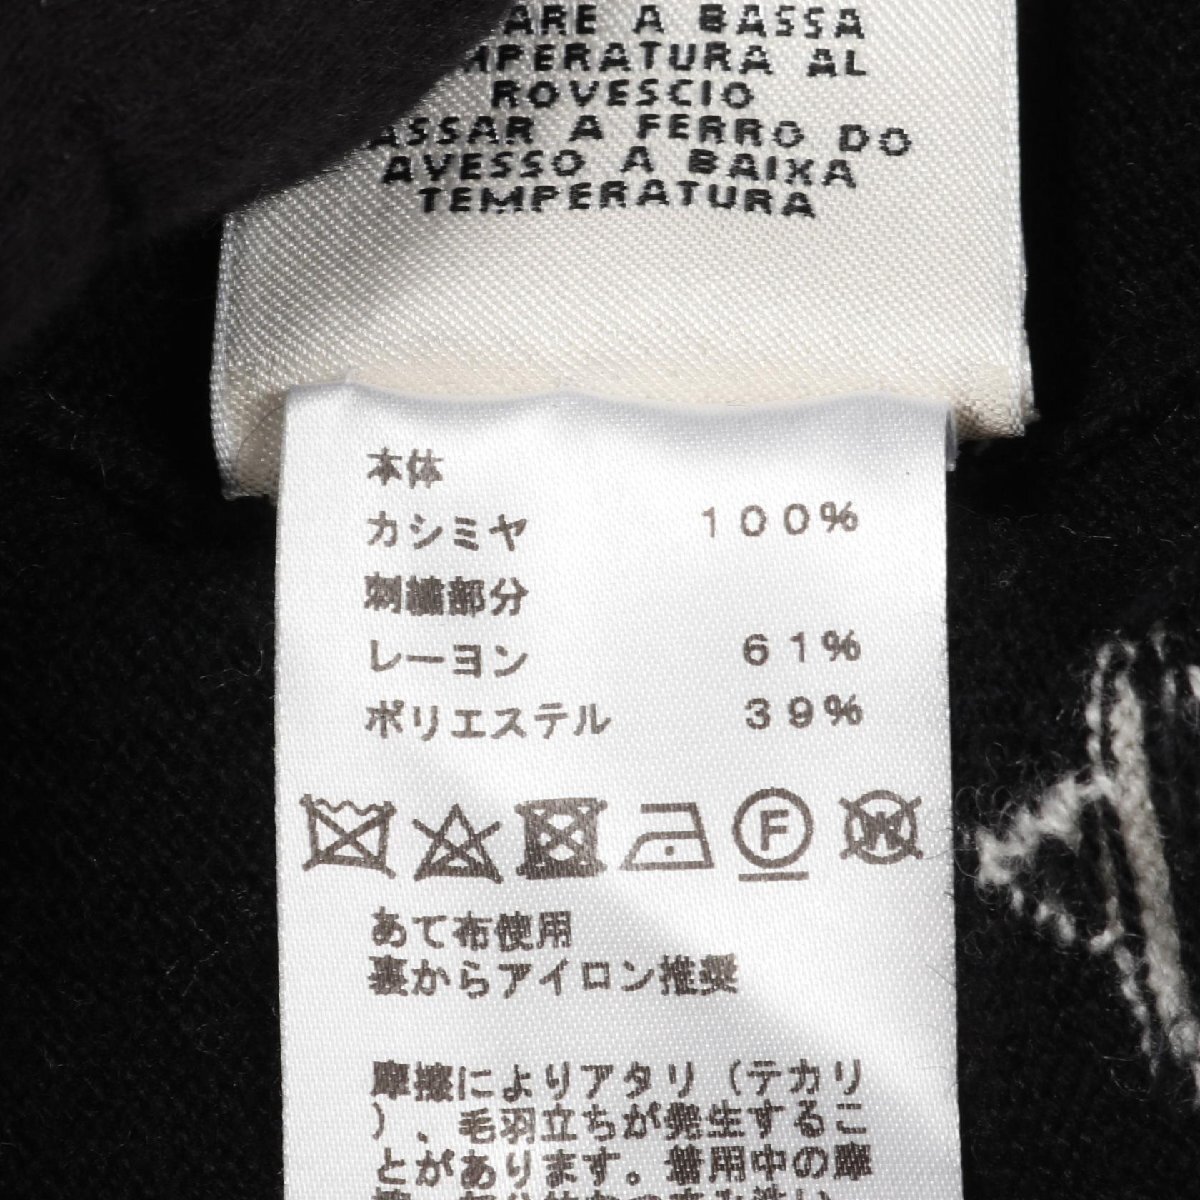 A BASSA
TEMPERATURA AL
ROVESCIO
PASSAR A FERRO DO
AVESSO A BAIXA
TEMPERATURA
本体
カシミヤ 100%
刺繍部分
レーヨン 61%
ポリエステル 39%
F W
あて布使用
裏からアイロン推奨
摩擦によりアタリ（テカリ
）、毛羽立ちが発生するこ
とがあります。着用中の摩